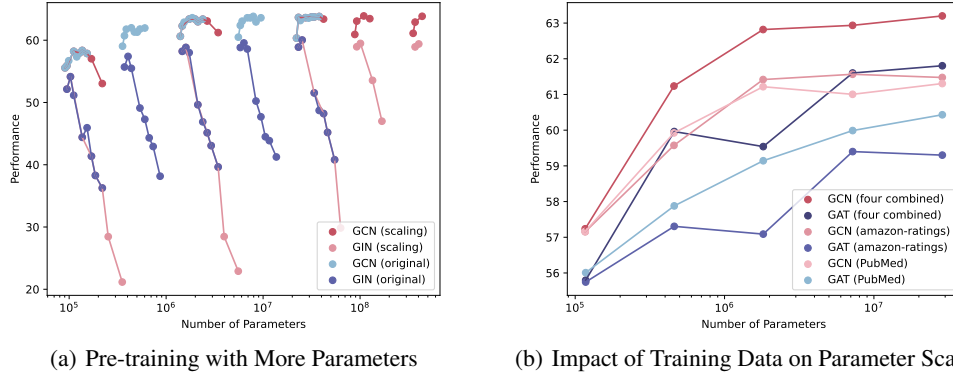 60
50
40
30
20
Performance
10^5
10^6
10^7
10^8
Number of Parameters
GCN (scaling)
GIN (scaling)
GCN (original)
GIN (original)
(a) Pre-training with More Parameters
63
62
61
60
59
58
57
56
Performance
10^5
10^6
10^7
Number of Parameters
GCN (four combined)
GAT (four combined)
GCN (amazon-ratings)
GAT (amazon-ratings)
GCN (PubMed)
GAT (PubMed)
(b) Impact of Training Data on Parameter Sca